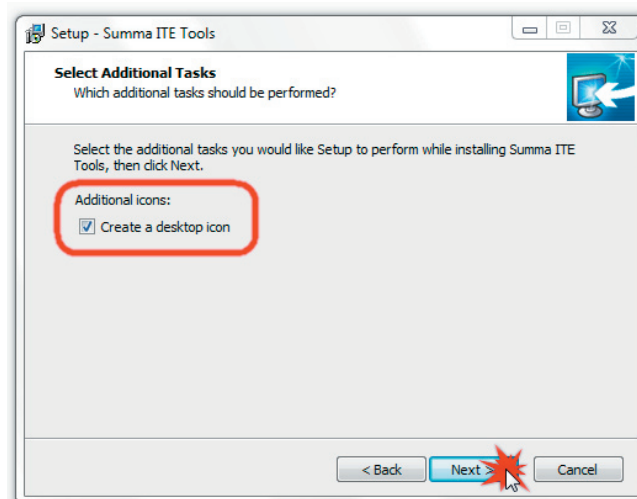 Setup - Summa ITE Tools
Select Additional Tasks
Which additional tasks should be performed?
Select the additional tasks you would like Setup to perform while installing Summa ITE
Tools, then click Next.
Additional icons:
Create a desktop icon
< Back
Next >
Cancel